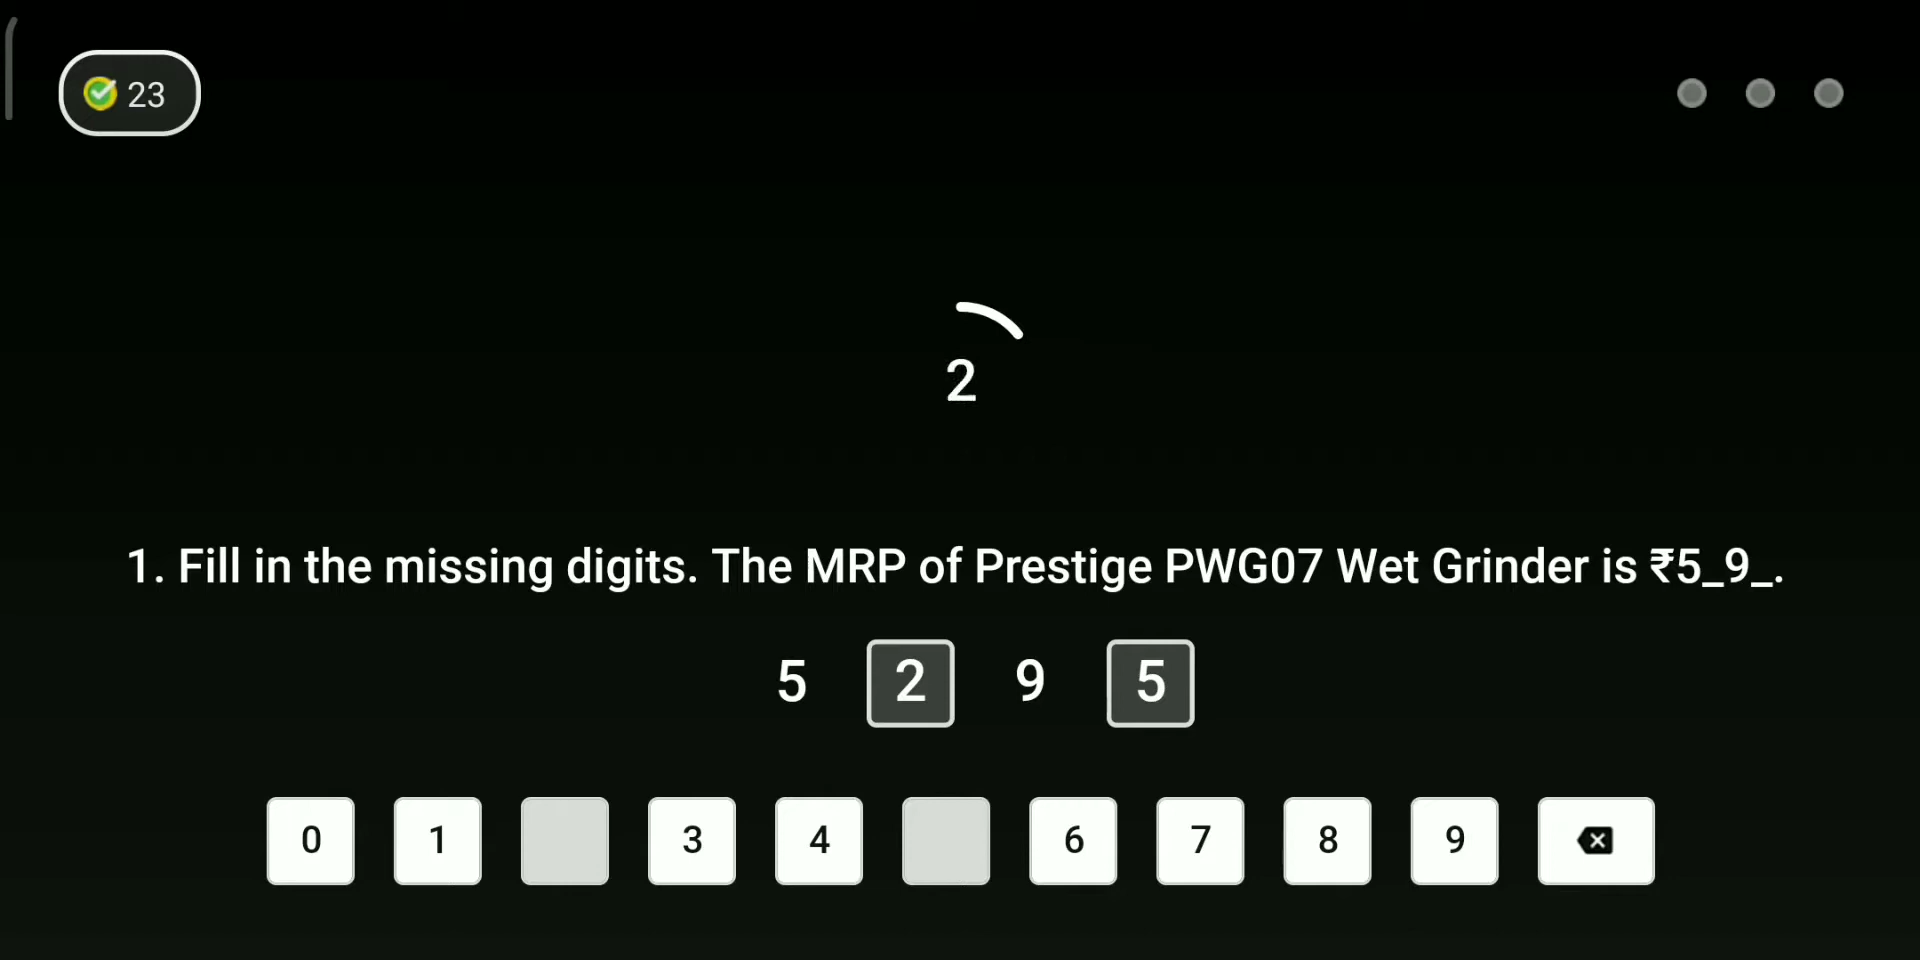 23
2
1. Fill in the missing digits. The MRP of Prestige PWG07 Wet Grinder is ₹5_9_.
5 2 9 5
0 1 3 4 6 7 8 9